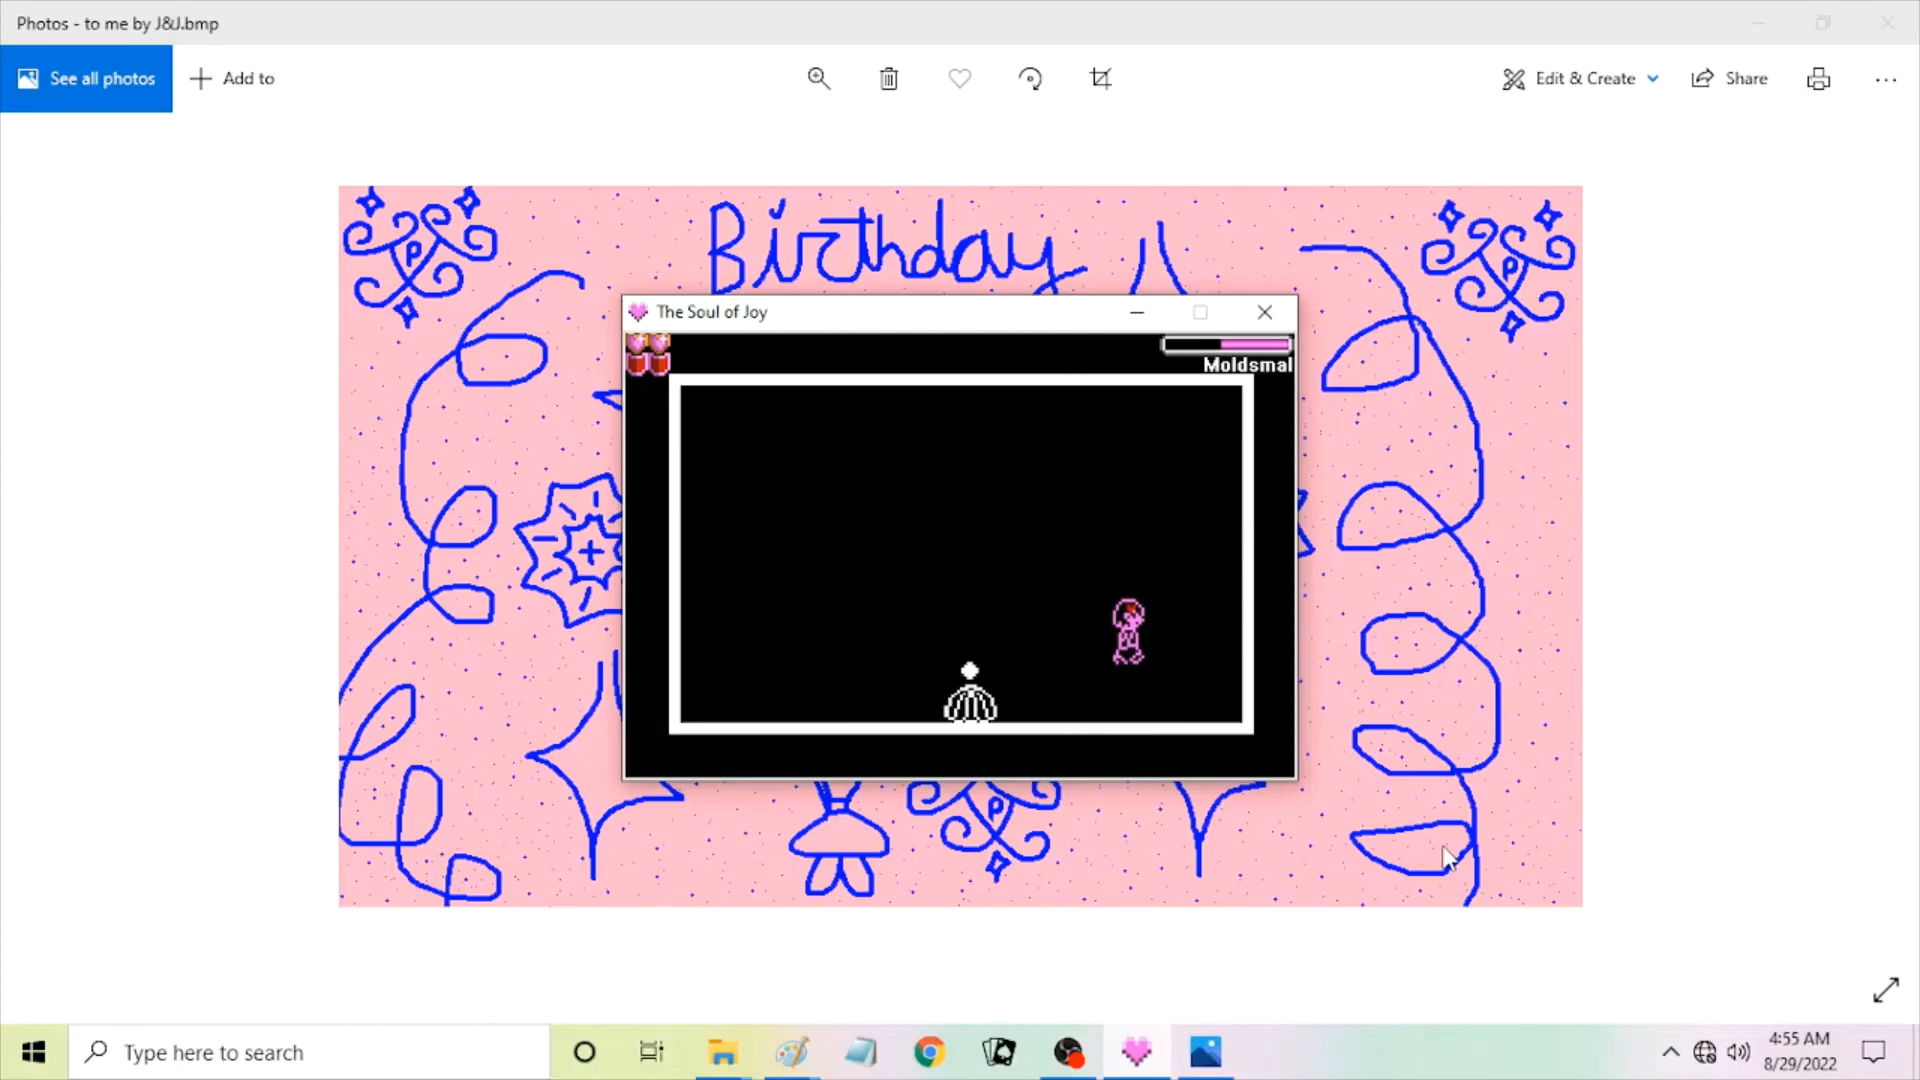 Photos - to me by J&J.bmp
See all photos
Add to
Edit & Create
Share
Birthday
The Soul of Joy
Moldsmal
P
P
P
Type here to search
4:55 AM
8/29/2022